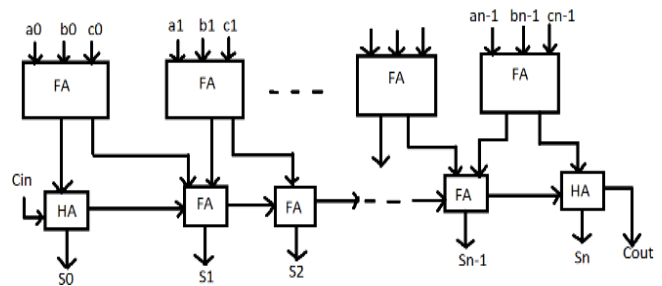 a0 b0 c0 a1 b1 c1 an-1 bn-1 cn-1
FA FA FA FA
Cin
HA FA FA FA HA
S0 S1 S2 Sn-1 Sn Cout